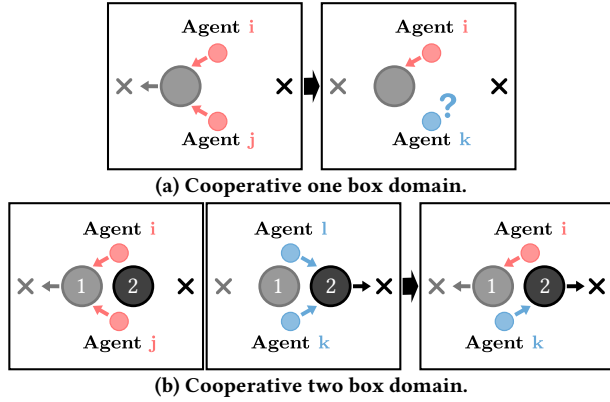 Agent i
Agent i
?
Agent j
Agent k
(a) Cooperative one box domain.
Agent i
Agent l
Agent i
1
2
1
2
1
2
Agent j
Agent k
Agent k
(b) Cooperative two box domain.